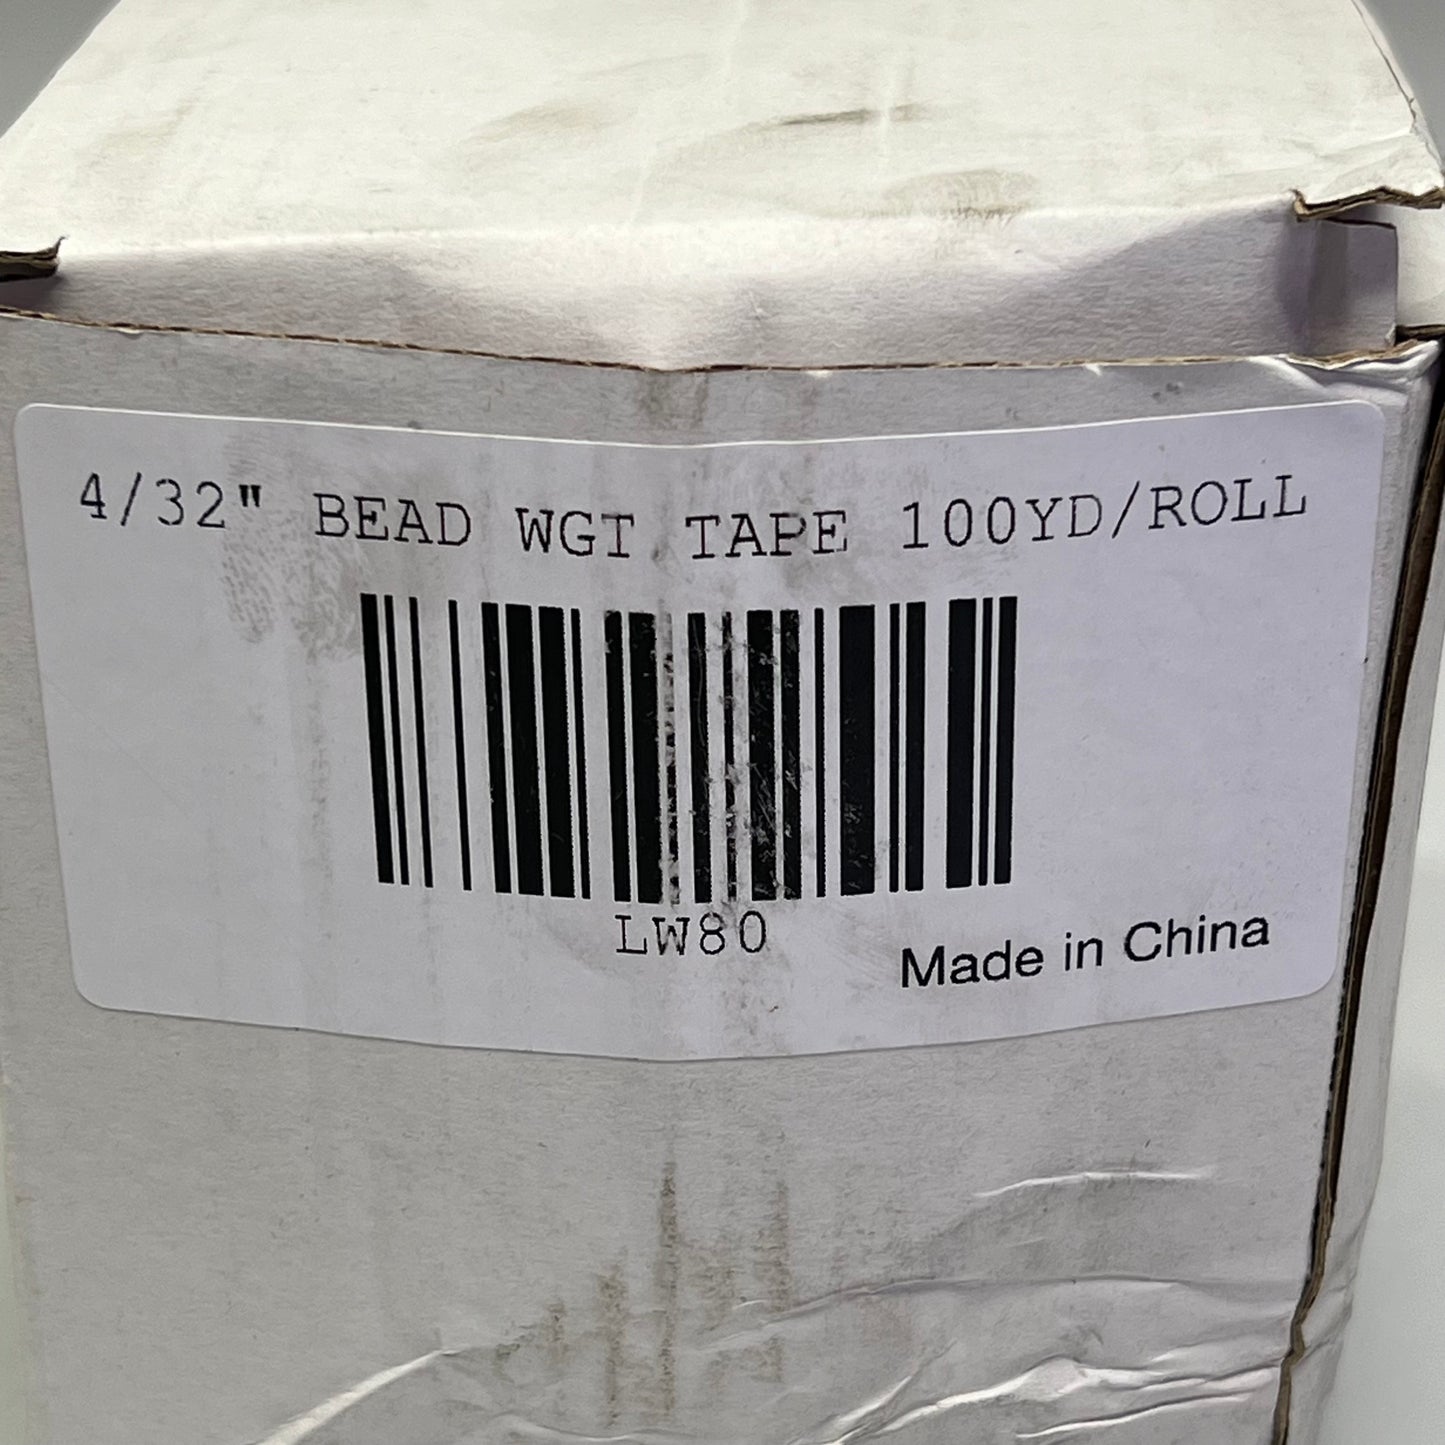 4/32" BEAD WGT TAPE 100YD/ROLL
LW80
Made in China